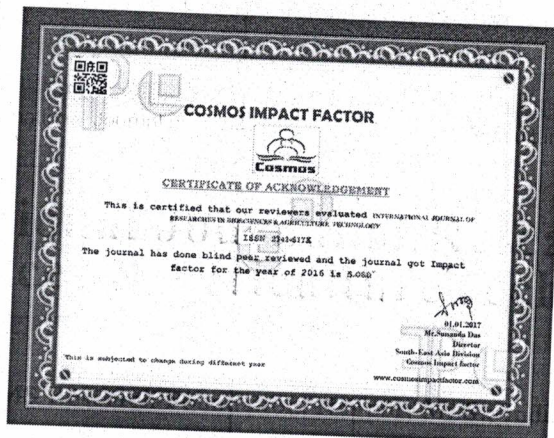 COSMOS IMPACT FACTOR
Cosmos
CERTIFICATE OF ACKNOWLEDGEMENT
This is certified that our reviewers evaluated INTERNATIONAL JOURNAL OF
RESEARCHES IN BIOSCIENCES & AGRICULTURE TECHNOLOGY
ISSN 2347-517X
The journal has done blind peer reviewed and the journal got Impact
factor for the year of 2016 is 5.080
01.01.2017
Mr.Sunanda Das
Director
South-East Asia Division
Cosmos Impact factor
This is subjected to change during different year
www.cosmosimpactfactor.com